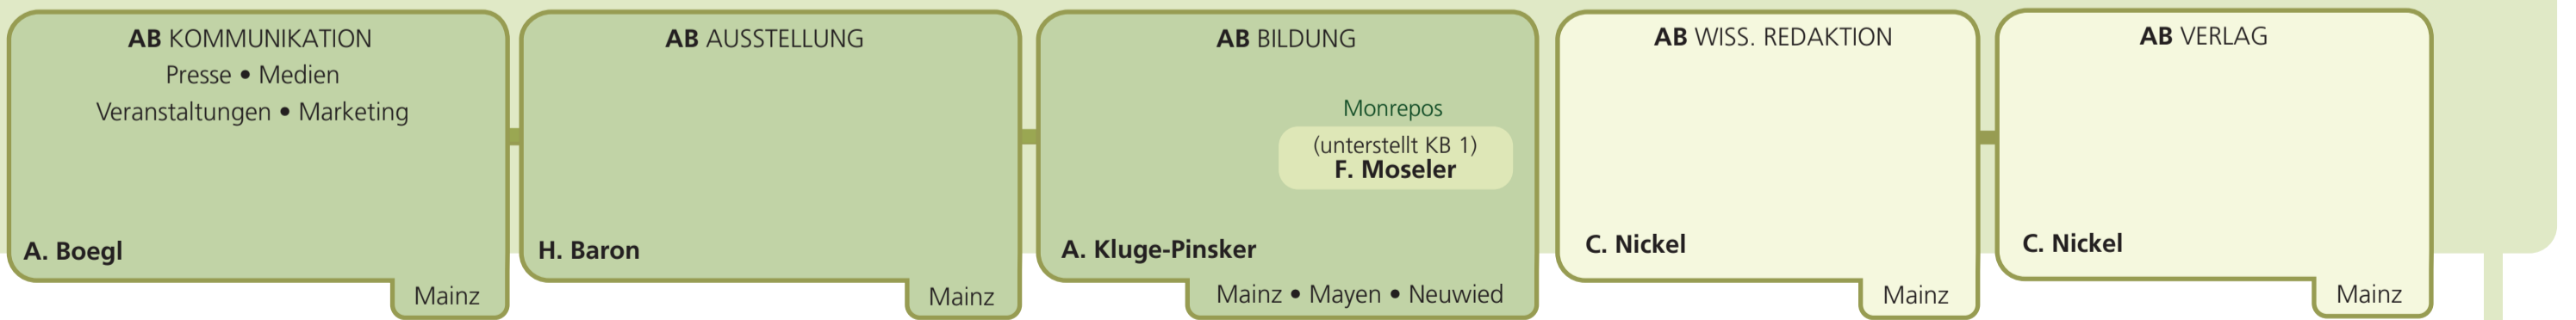 AB KOMMUNIKATION
Presse • Medien
Veranstaltungen • Marketing
A. Boegl
Mainz
AB AUSSTELLUNG
H. Baron
Mainz
AB BILDUNG
Monrepos
(unterstellt KB 1)
F. Moseler
A. Kluge-Pinsker
Mainz • Mayen • Neuwied
AB WISS. REDAKTION
C. Nickel
Mainz
AB VERLAG
C. Nickel
Mainz